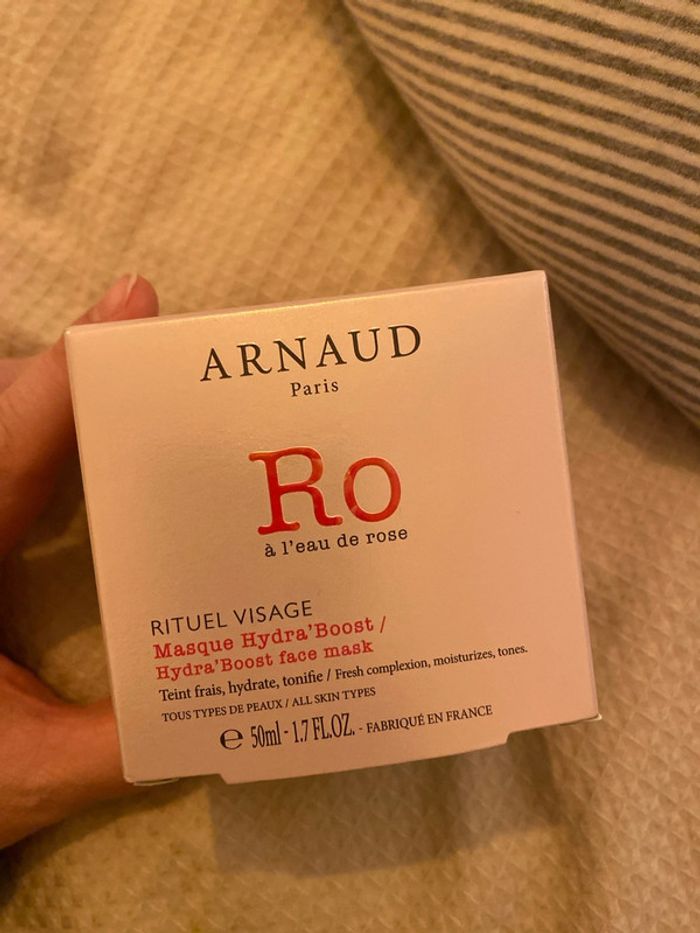 ARNAUD
Paris
Ro
à l'eau de rose
RITUEL VISAGE
Masque Hydra'Boost /
Hydra'Boost face mask
Teint frais, hydrate, tonifie / Fresh complexion, moisturizes, tones.
TOUS TYPES DE PEAUX / ALL SKIN TYPES
℮ 50ml - 1.7 FL.OZ. - FABRIQUÉ EN FRANCE